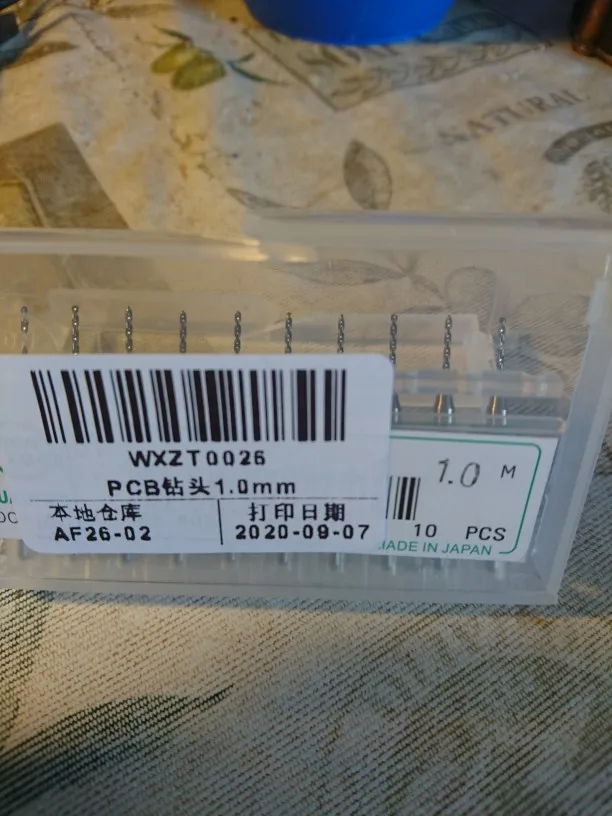 NATURAL
WXZT0026
PCB钻头1.0mm
本地仓库
AF26-02
打印日期
2020-09-07
1.0 M
10 PCS
MADE IN JAPAN